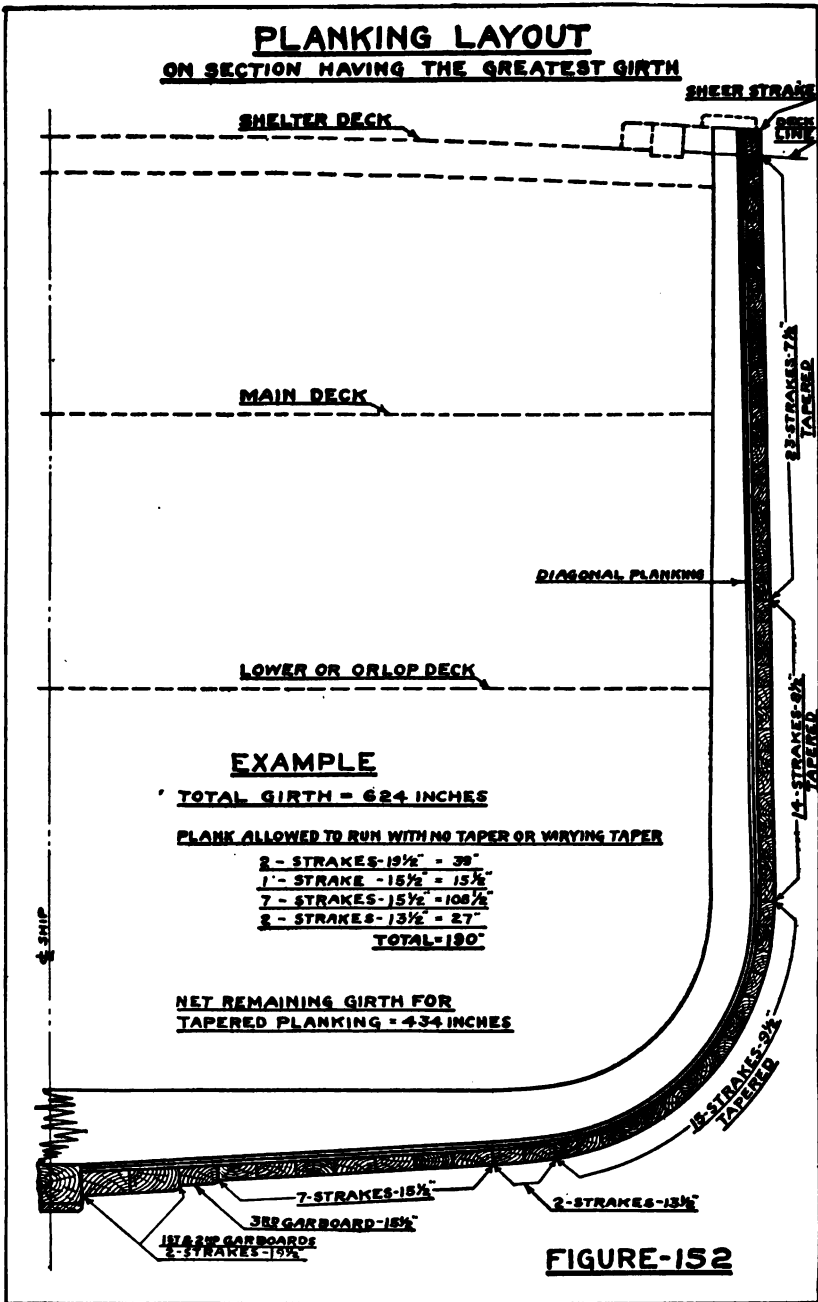 PLANKING LAYOUT
ON SECTION HAVING THE GREATEST GIRTH
SHEER STRAKE
SHELTER DECK
DECK
LINE
23-STRAKES-7½"
TAPERED
MAIN DECK
DIAGONAL PLANKING
LOWER OR ORLOP DECK
14-STRAKES-8½"
TAPERED
EXAMPLE
TOTAL GIRTH = 624 INCHES
PLANK ALLOWED TO RUN WITH NO TAPER OR VARYING TAPER
2 - STRAKES-19½" = 39"
1 - STRAKE - 15½" = 15½"
7 - STRAKES-15½" = 108½"
2 - STRAKES-13½" = 27"
TOTAL=190"
℄ SHIP
NET REMAINING GIRTH FOR
TAPERED PLANKING = 434 INCHES
STRAKES-9½"
TAPERED
7-STRAKES-15½"
2-STRAKES-13½"
3RD GARBOARD-15½"
1ST & 2ND GARBOARDS
2-STRAKES-19½"
FIGURE-152